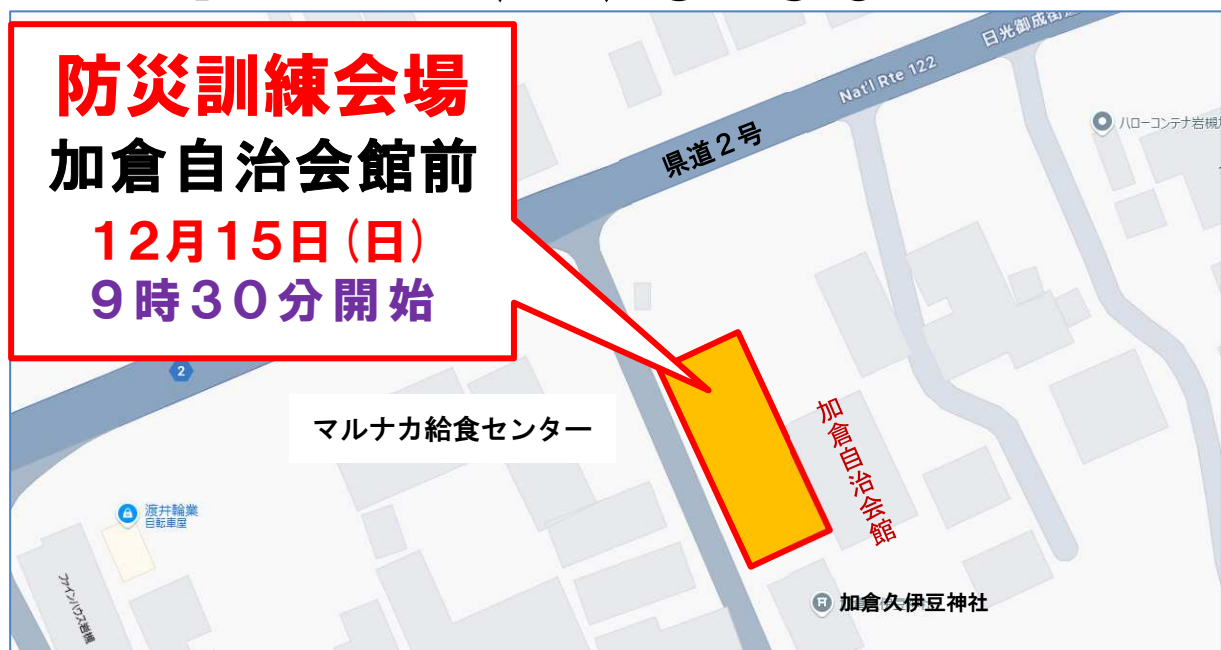 防災訓練会場
加倉自治会館前
１２月１５日（日）
９時３０分開始
日光御成街道
Nat'l Rte 122
県道２号
ハローコンテナ岩槻
2
マルナカ給食センター
加倉自治会館
渡井輪業
自転車屋
ファインハウス岩槻
加倉久伊豆神社